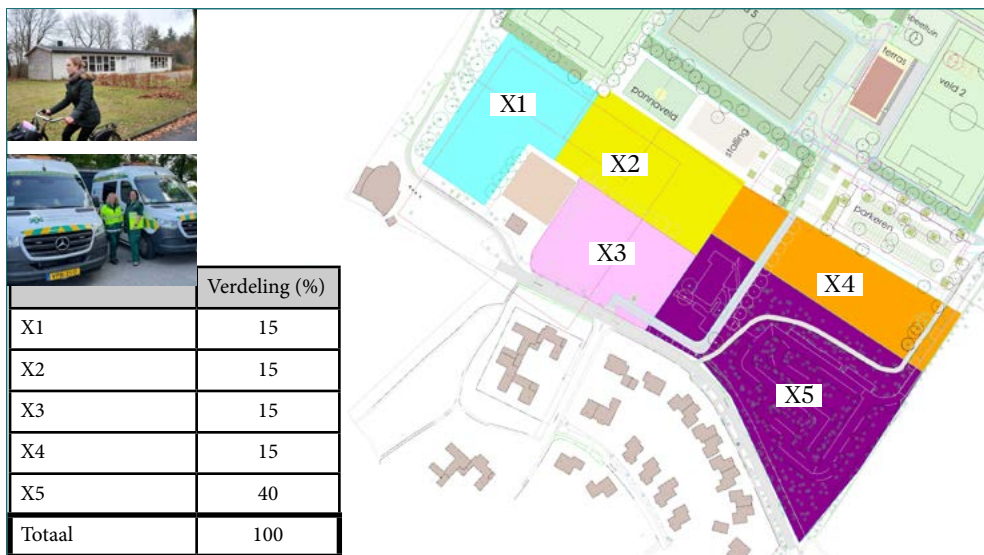 Verdeling (%)
X1 15
X2 15
X3 15
X4 15
X5 40
Totaal 100
X1
X2
X3
X4
X5
pannaveld
stalling
terras
speeltuin
veld 2
parkeren